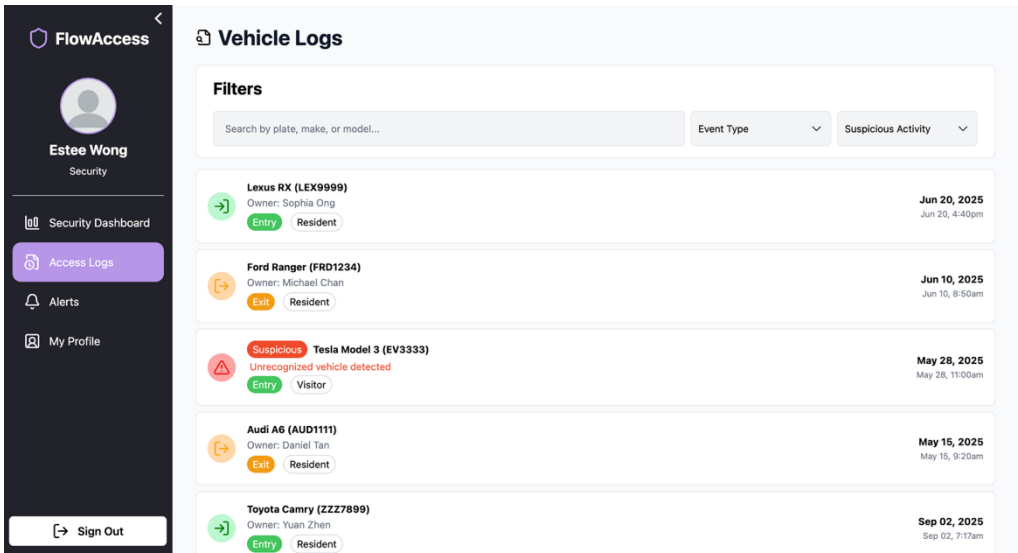 FlowAccess
Estee Wong
Security
Security Dashboard
Access Logs
Alerts
My Profile
Sign Out
Vehicle Logs
Filters
Search by plate, make, or model...
Event Type
Suspicious Activity
Lexus RX (LEX9999)
Owner: Sophia Ong
Entry Resident
Jun 20, 2025
Jun 20, 4:40pm
Ford Ranger (FRD1234)
Owner: Michael Chan
Exit Resident
Jun 10, 2025
Jun 10, 8:50am
Suspicious Tesla Model 3 (EV3333)
Unrecognized vehicle detected
Entry Visitor
May 28, 2025
May 28, 11:00am
Audi A6 (AUD1111)
Owner: Daniel Tan
Exit Resident
May 15, 2025
May 15, 9:20am
Toyota Camry (ZZZ7899)
Owner: Yuan Zhen
Entry Resident
Sep 02, 2025
Sep 02, 7:17am